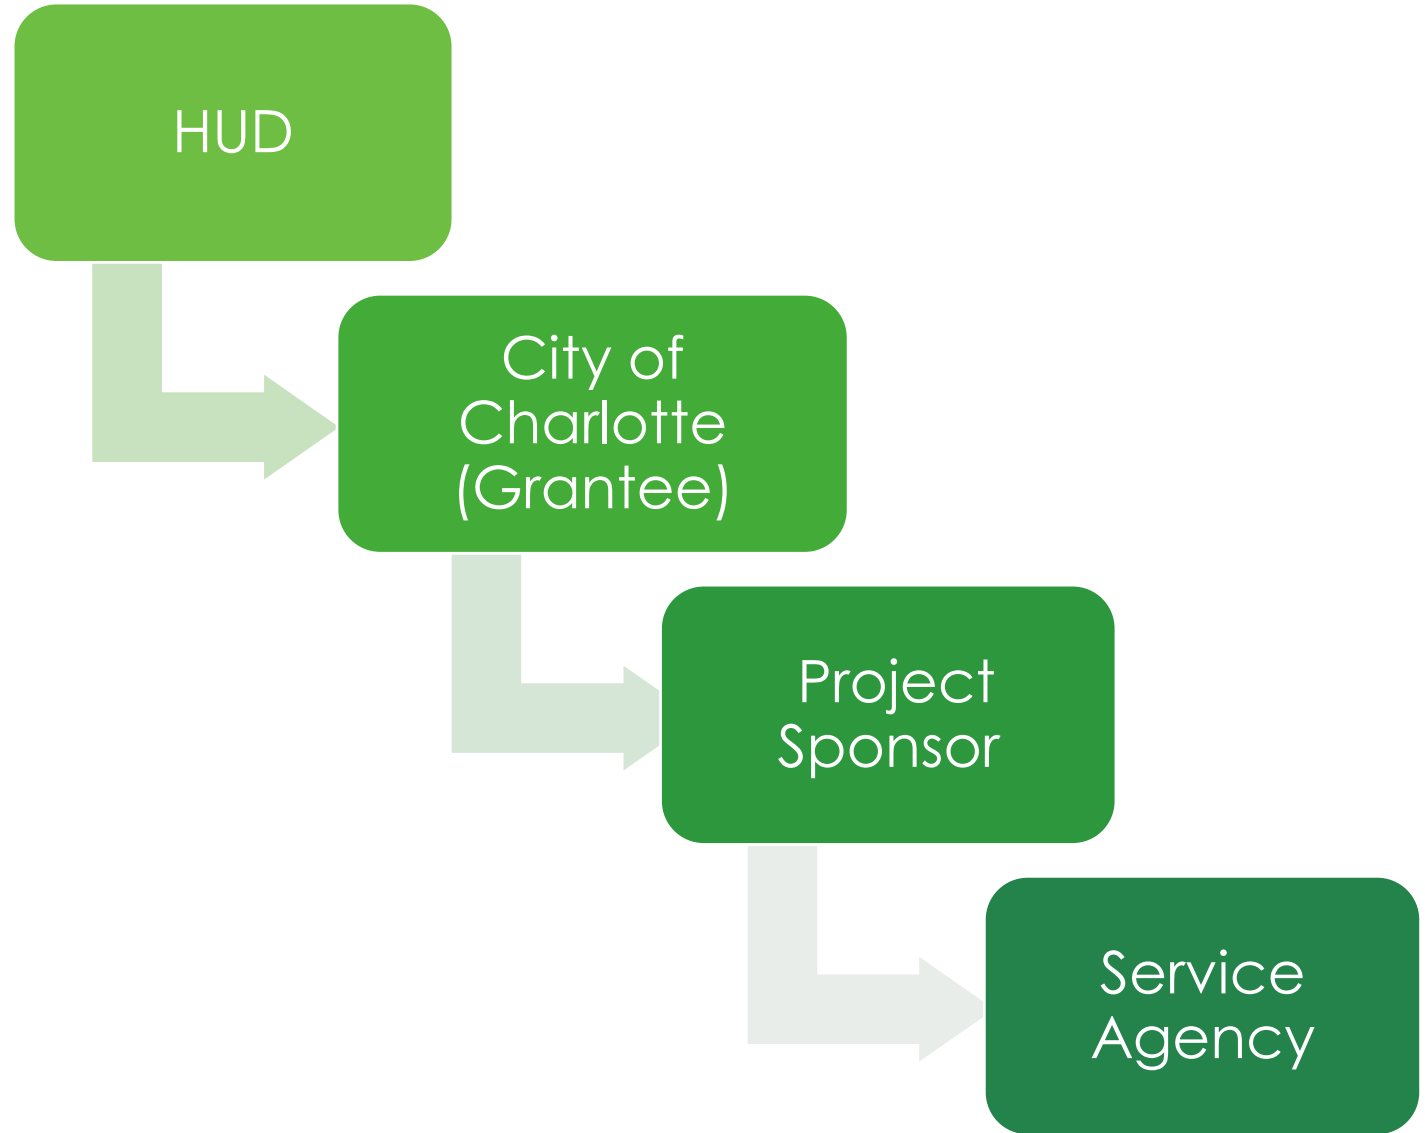 HUD
City of
Charlotte
(Grantee)
Project
Sponsor
Service
Agency